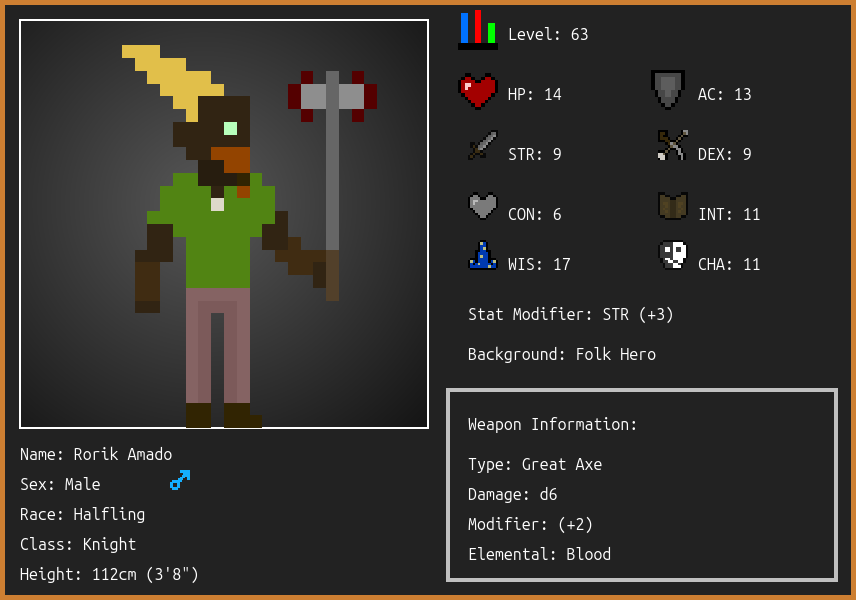 Level: 63
HP: 14
AC: 13
STR: 9
DEX: 9
CON: 6
INT: 11
WIS: 17
CHA: 11
Stat Modifier: STR (+3)
Background: Folk Hero
Weapon Information:
Type: Great Axe
Damage: d6
Modifier: (+2)
Elemental: Blood
Name: Rorik Amado
Sex: Male
Race: Halfling
Class: Knight
Height: 112cm (3'8")